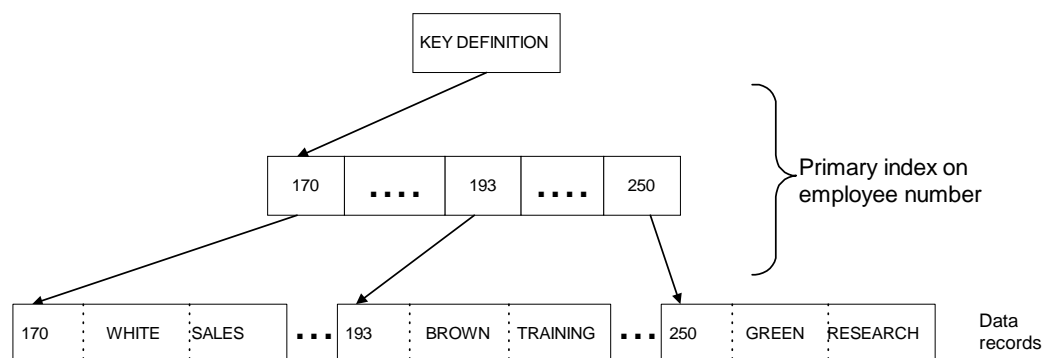 KEY DEFINITION
170 .... 193 .... 250
Primary index on
employee number
170 WHITE SALES ... 193 BROWN TRAINING ... 250 GREEN RESEARCH
Data
records